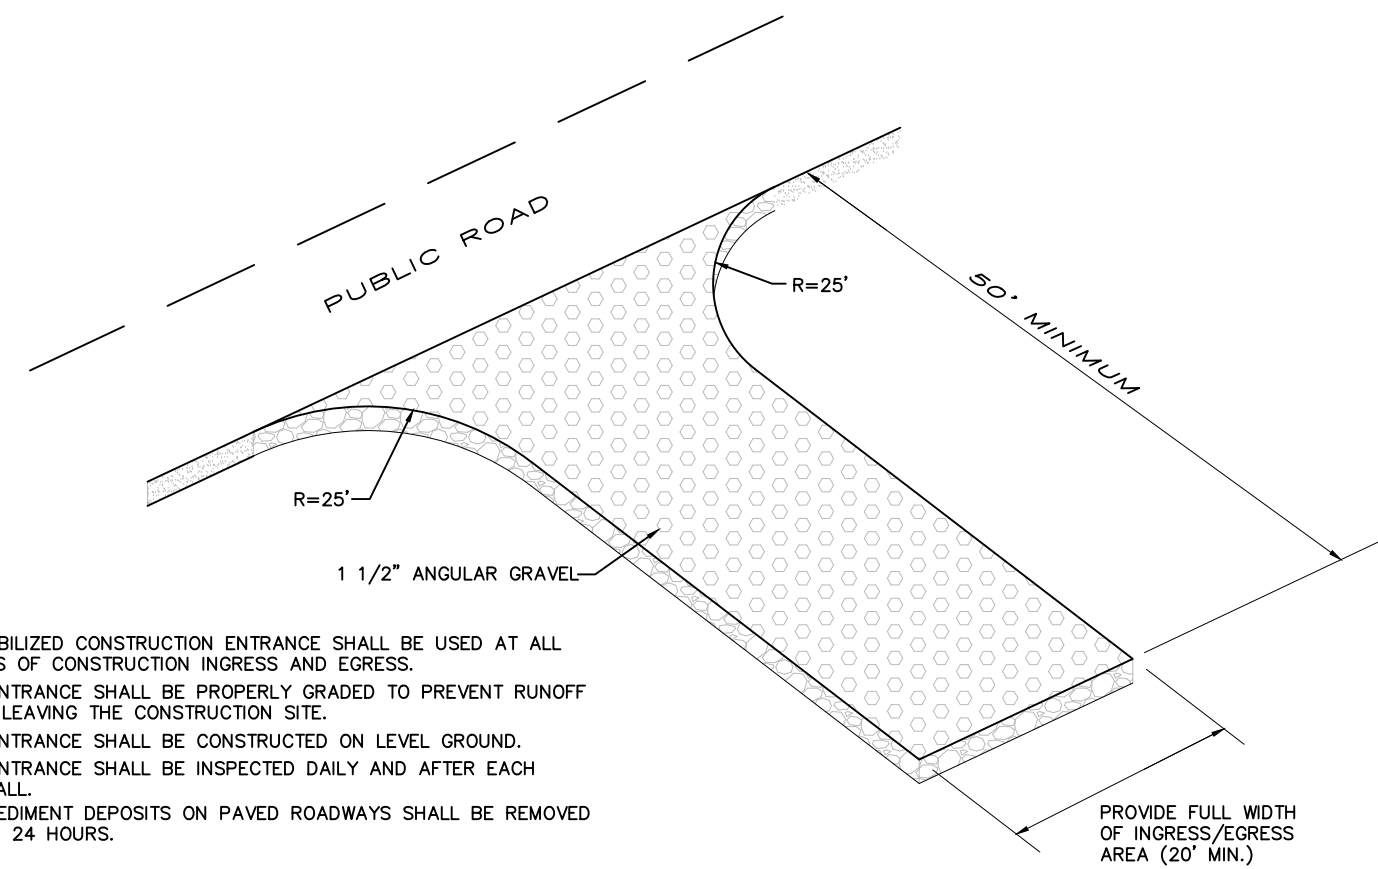 PUBLIC ROAD
R=25'
50' MINIMUM
R=25'
1 1/2" ANGULAR GRAVEL
BILIZED CONSTRUCTION ENTRANCE SHALL BE USED AT ALL
S OF CONSTRUCTION INGRESS AND EGRESS.
NTRANCE SHALL BE PROPERLY GRADED TO PREVENT RUNOFF
LEAVING THE CONSTRUCTION SITE.
NTRANCE SHALL BE CONSTRUCTED ON LEVEL GROUND.
NTRANCE SHALL BE INSPECTED DAILY AND AFTER EACH
ALL.
EDIMENT DEPOSITS ON PAVED ROADWAYS SHALL BE REMOVED
24 HOURS.
PROVIDE FULL WIDTH
OF INGRESS/EGRESS
AREA (20' MIN.)